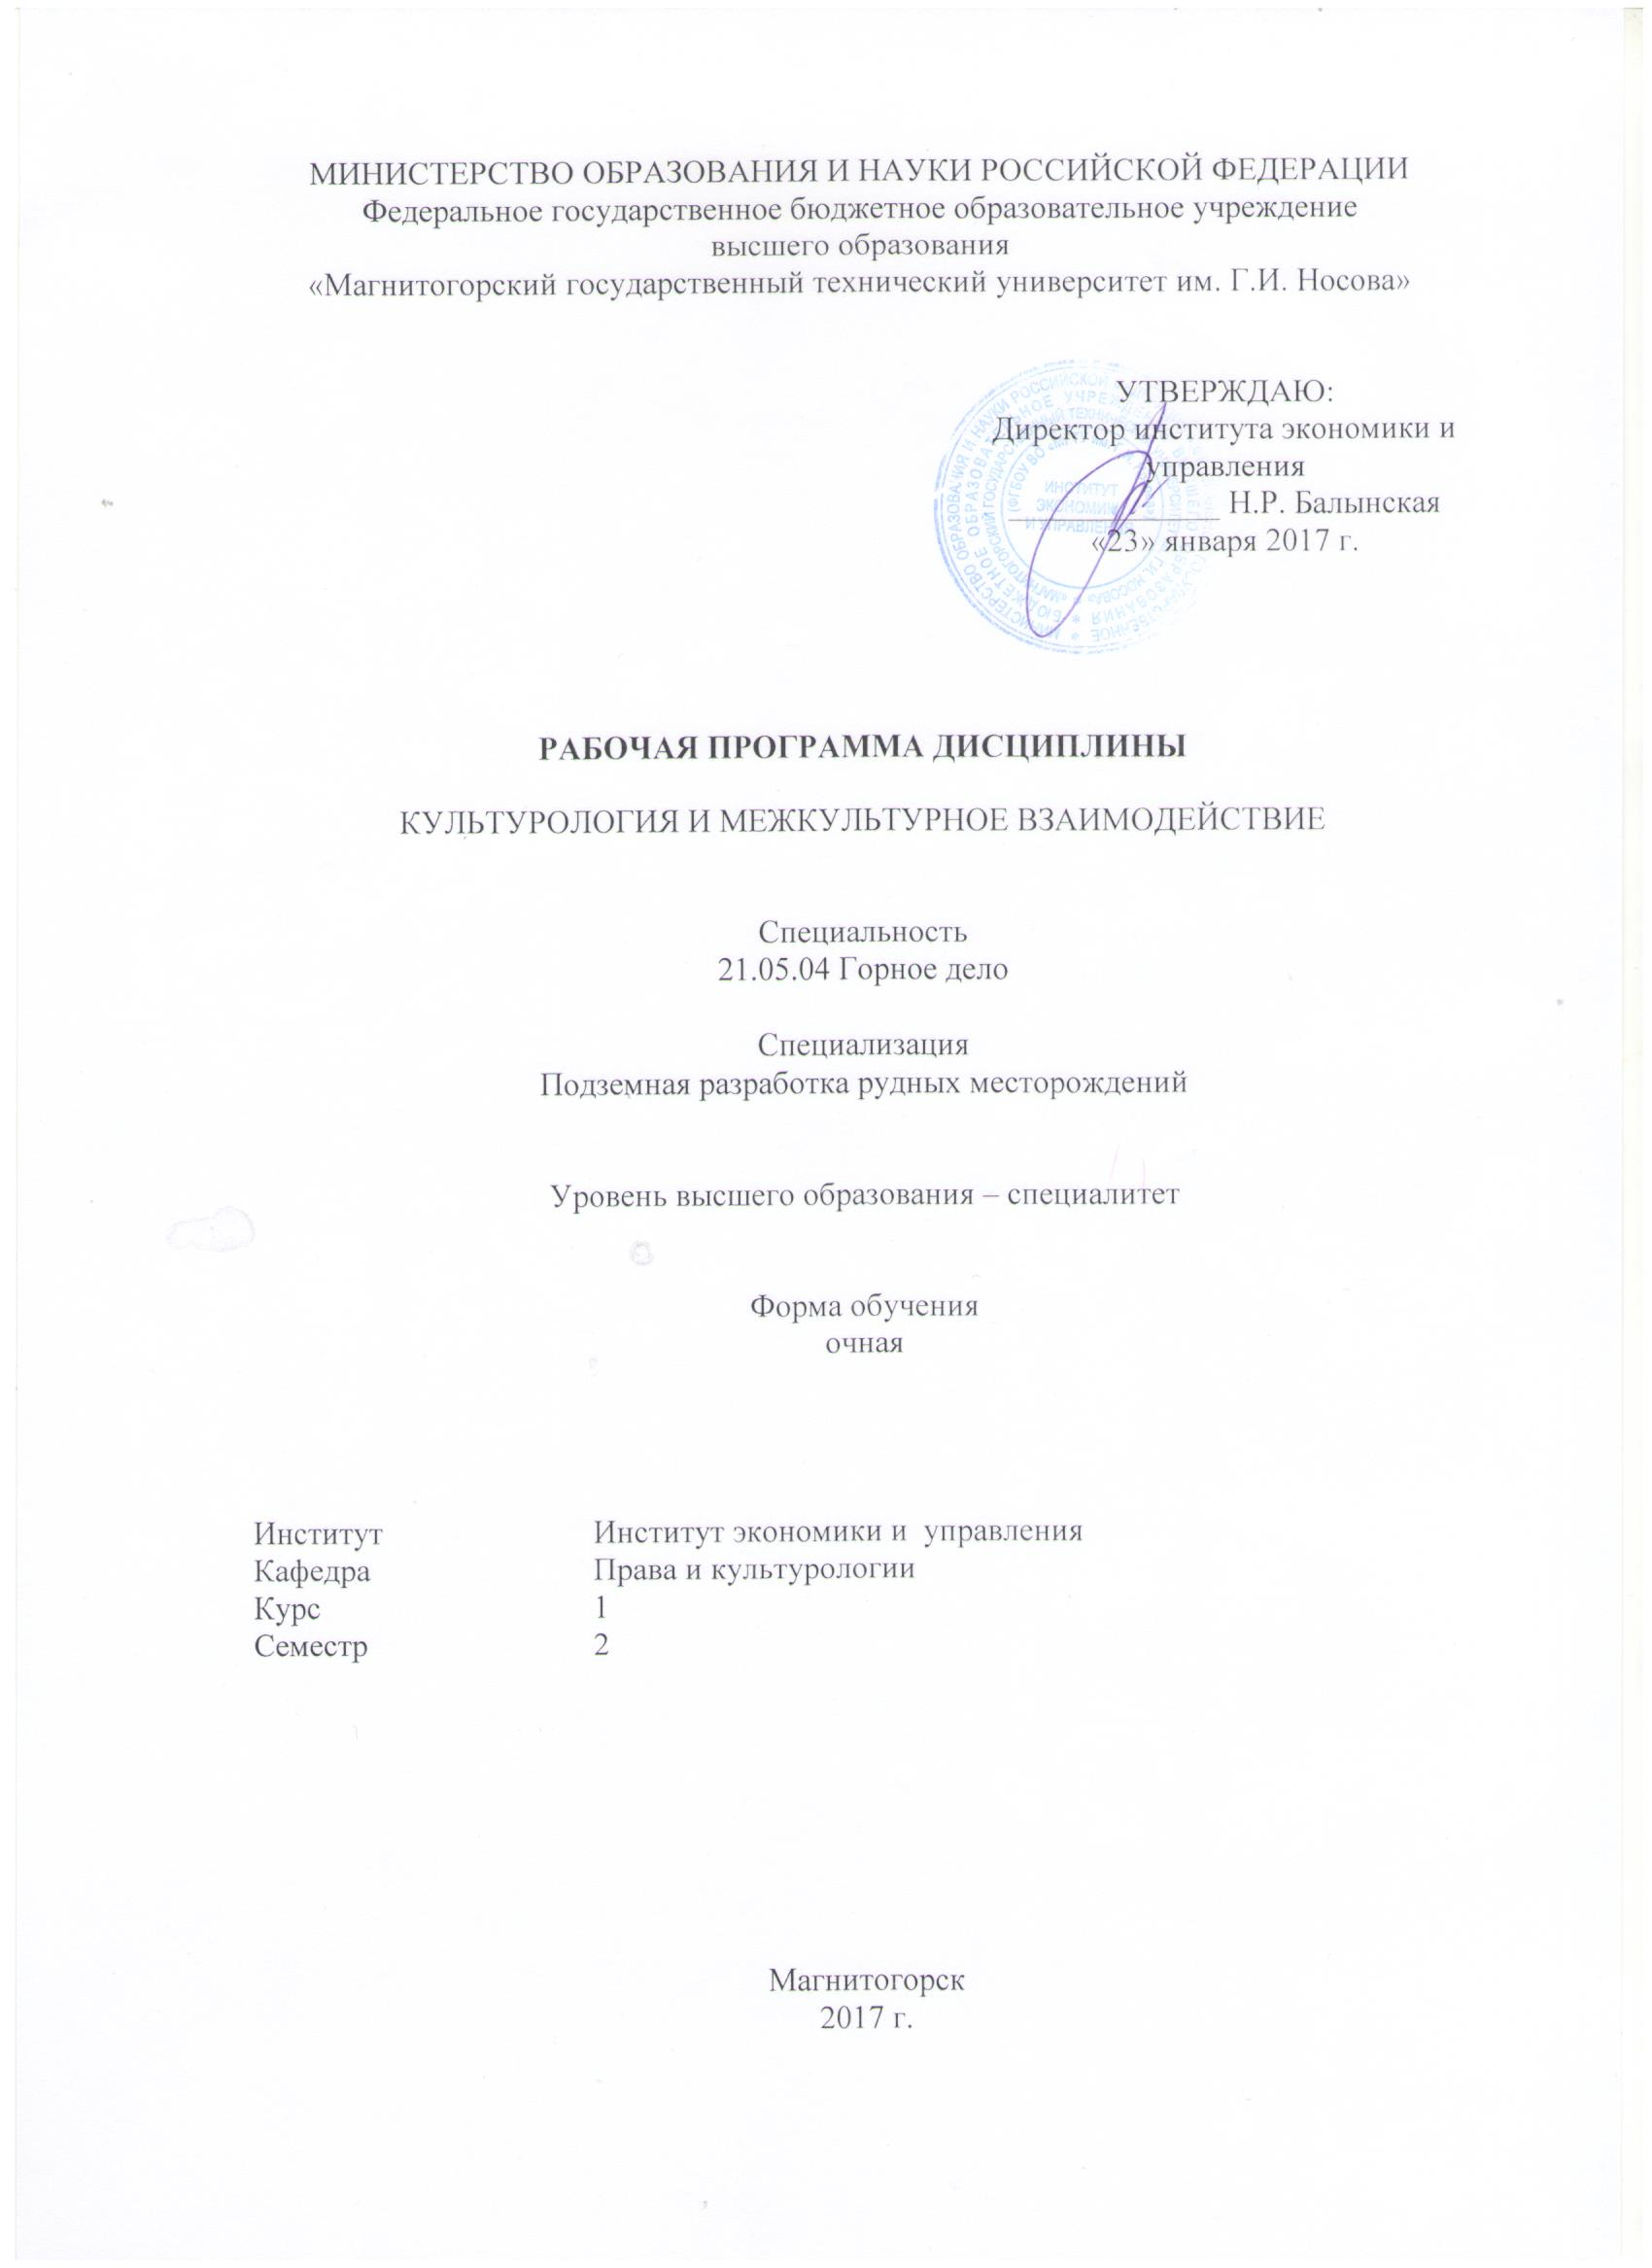 МИНИСТЕРСТВО ОБРАЗОВАНИЯ И НАУКИ РОССИЙСКОЙ ФЕДЕРАЦИИ
Федеральное государственное бюджетное образовательное учреждение
высшего образования
«Магнитогорский государственный технический университет им. Г.И. Носова»
УТВЕРЖДАЮ:
Директор института экономики и
управления
Н.Р. Балынская
«23» января 2017 г.
ИНСТИТУТ
ЭКОНОМИКИ
И УПРАВЛЕНИЯ
РАБОЧАЯ ПРОГРАММА ДИСЦИПЛИНЫ
КУЛЬТУРОЛОГИЯ И МЕЖКУЛЬТУРНОЕ ВЗАИМОДЕЙСТВИЕ
Специальность
21.05.04 Горное дело
Специализация
Подземная разработка рудных месторождений
Уровень высшего образования – специалитет
Форма обучения
очная
Институт Институт экономики и управления
Кафедра Права и культурологии
Курс 1
Семестр 2
Магнитогорск
2017 г.